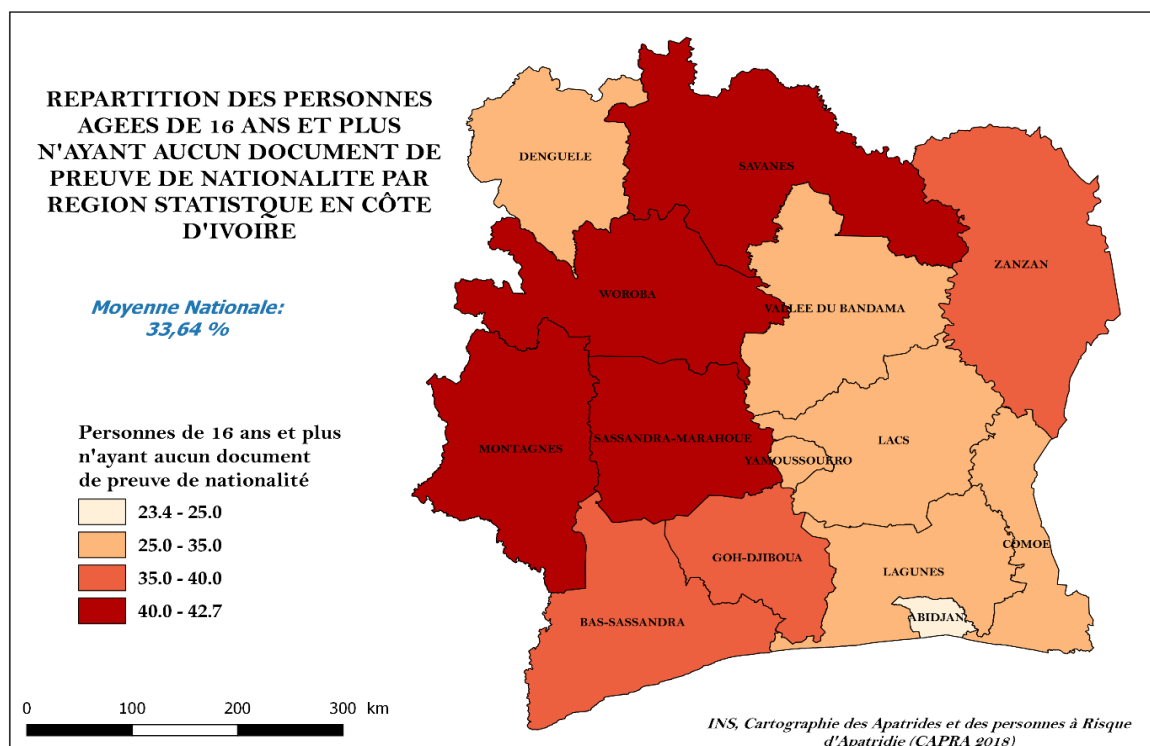 REPARTITION DES PERSONNES
AGEES DE 16 ANS ET PLUS
N'AYANT AUCUN DOCUMENT DE
PREUVE DE NATIONALITE PAR
REGION STATISTQUE EN CÔTE
D'IVOIRE
Moyenne Nationale:
33,64 %
DENGUELE
SAVANES
ZANZAN
WOROBA
VALLEE DU BANDAMA
MONTAGNES
SASSANDRA-MARAHOUE
LACS
YAMOUSSOUKRO
GOH-DJIBOUA
COMOE
LAGUNES
ABIDJAN
BAS-SASSANDRA
Personnes de 16 ans et plus
n'ayant aucun document
de preuve de nationalité
23.4 - 25.0
25.0 - 35.0
35.0 - 40.0
40.0 - 42.7
0 100 200 300 km
INS, Cartographie des Apatrides et des personnes à Risque
d'Apatridie (CAPRA 2018)